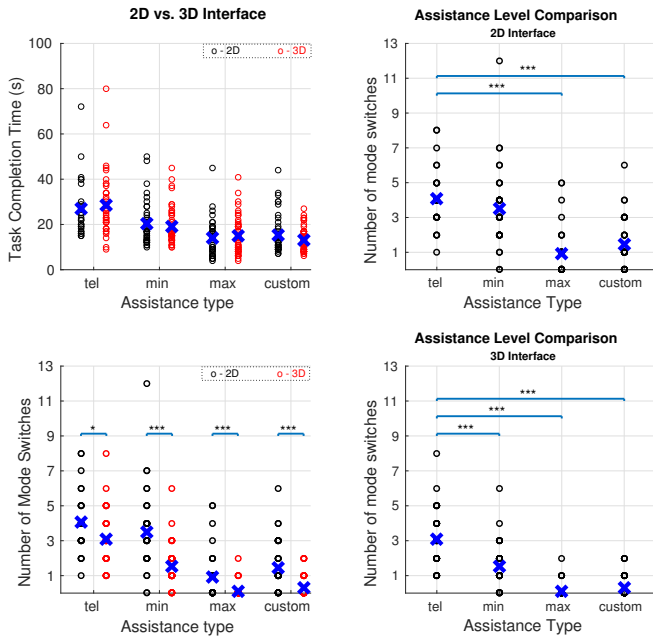 2D vs. 3D Interface
100
80
60
40
20
0
Task Completion Time (s)
o - 2D
o - 3D
tel
min
max
custom
Assistance type
Assistance Level Comparison
2D Interface
13
11
9
7
5
3
1
Number of mode switches
***
***
tel
min
max
custom
Assistance Type
13
11
9
7
5
3
1
Number of Mode Switches
o - 2D
o - 3D
*
***
***
***
tel
min
max
custom
Assistance type
Assistance Level Comparison
3D Interface
13
11
9
7
5
3
1
Number of mode switches
***
***
***
tel
min
max
custom
Assistance Type